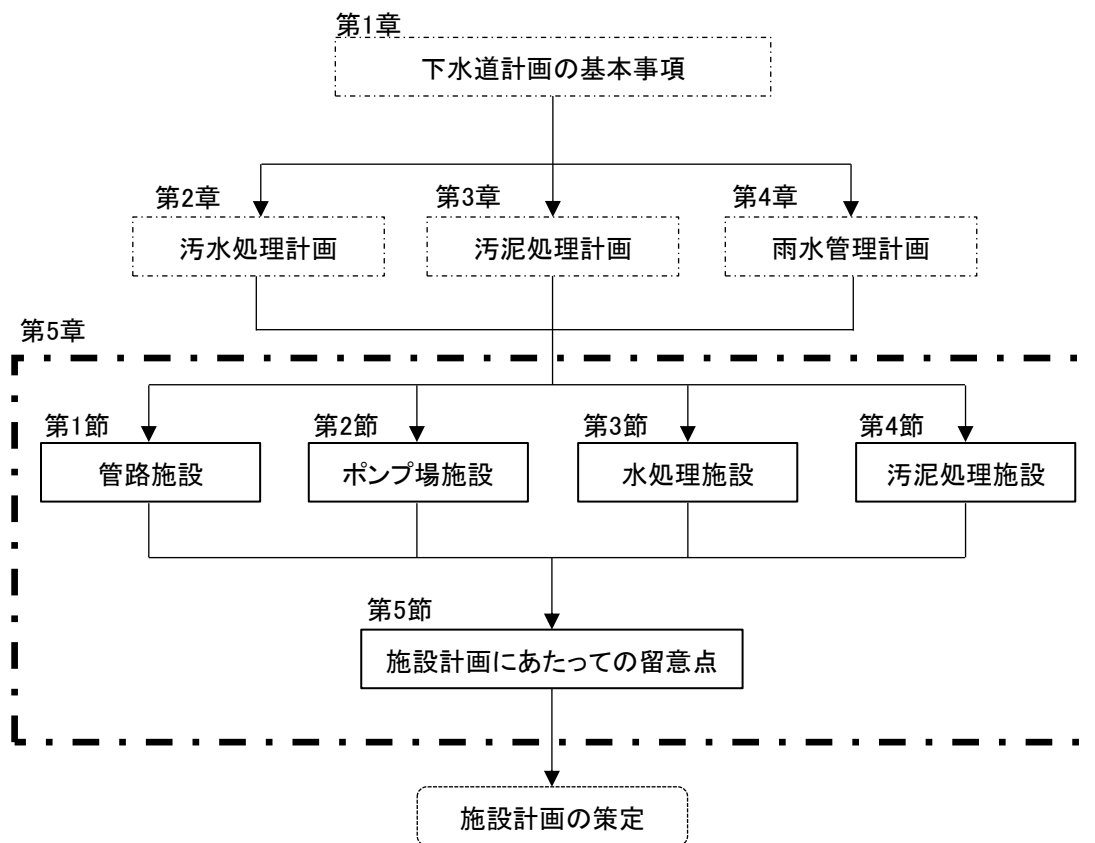 第1章
下水道計画の基本事項
第2章
第3章
第4章
汚水処理計画
汚泥処理計画
雨水管理計画
第5章
第1節
第2節
第3節
第4節
管路施設
ポンプ場施設
水処理施設
汚泥処理施設
第5節
施設計画にあたっての留意点
施設計画の策定